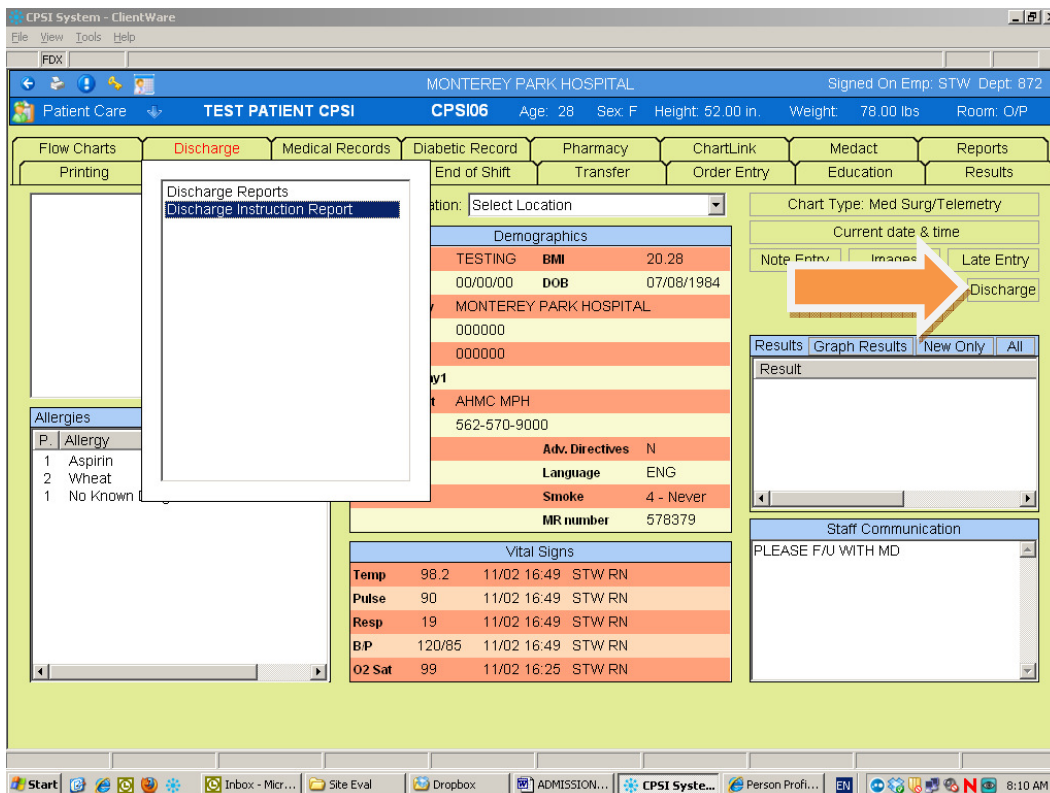 CPSI System - ClientWare
File View Tools Help
FDX
MONTEREY PARK HOSPITAL Signed On Emp: STW Dept: 872
Patient Care TEST PATIENT CPSI CPSI06 Age: 28 Sex: F Height: 52.00 in. Weight: 78.00 lbs Room: O/P
Flow Charts Discharge Medical Records Diabetic Record Pharmacy ChartLink Medact Reports
Printing End of Shift Transfer Order Entry Education Results
Discharge Reports
Discharge Instruction Report
ation: Select Location
Demographics
TESTING BMI 20.28
00/00/00 DOB 07/08/1984
y MONTEREY PARK HOSPITAL
000000
000000
ny1
t AHMC MPH
562-570-9000
Adv. Directives N
Language ENG
Smoke 4 - Never
MR number 578379
Vital Signs
Temp 98.2 11/02 16:49 STW RN
Pulse 90 11/02 16:49 STW RN
Resp 19 11/02 16:49 STW RN
B/P 120/85 11/02 16:49 STW RN
O2 Sat 99 11/02 16:25 STW RN
Allergies
P. Allergy
1 Aspirin
2 Wheat
1 No Known
Chart Type: Med Surg/Telemetry
Current date & time
Note Entry Images Late Entry
Discharge
Results Graph Results New Only All
Result
Staff Communication
PLEASE F/U WITH MD
Start Inbox - Micr... Site Eval Dropbox ADMISSION... CPSI Syste... Person Profi... EN 8:10 AM